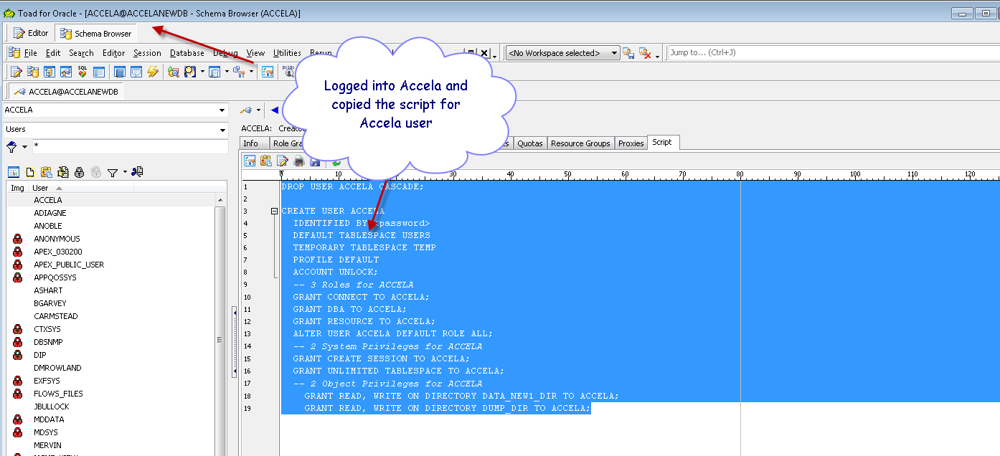 Toad for Oracle - [ACCELA@ACCELANEWDB - Schema Browser (ACCELA)]
Editor Schema Browser
File Edit Search Editor Session Database Debug View Utilities Rerun <No Workspace selected> Jump to... (Ctrl+J)
SQL
ACCELA@ACCELANEWDB
ACCELA
Users
*
Img User
ACCELA
ADIAGNE
ANOBLE
ANONYMOUS
APEX_030200
APEX_PUBLIC_USER
APPQOSSYS
ASHART
BGARVEY
CARMSTEAD
CTXSYS
DBSNMP
DIP
DMROWLAND
EXFSYS
FLOWS_FILES
JBULLOCK
MDDATA
MDSYS
MERVIN
Logged into Accela and
copied the script for
Accela user
ACCELA: Created
Info Role Gra ts Quotas Resource Groups Proxies Script
0 10 20 30 40 50 60 70 80 90 100 110 120
1 DROP USER ACCELA CASCADE;
2
3 CREATE USER ACCELA
4 IDENTIFIED BY <password>
5 DEFAULT TABLESPACE USERS
6 TEMPORARY TABLESPACE TEMP
7 PROFILE DEFAULT
8 ACCOUNT UNLOCK;
9 -- 3 Roles for ACCELA
10 GRANT CONNECT TO ACCELA;
11 GRANT DBA TO ACCELA;
12 GRANT RESOURCE TO ACCELA;
13 ALTER USER ACCELA DEFAULT ROLE ALL;
14 -- 2 System Privileges for ACCELA
15 GRANT CREATE SESSION TO ACCELA;
16 GRANT UNLIMITED TABLESPACE TO ACCELA;
17 -- 2 Object Privileges for ACCELA
18 GRANT READ, WRITE ON DIRECTORY DATA_NEW1_DIR TO ACCELA;
19 GRANT READ, WRITE ON DIRECTORY DUMP_DIR TO ACCELA;